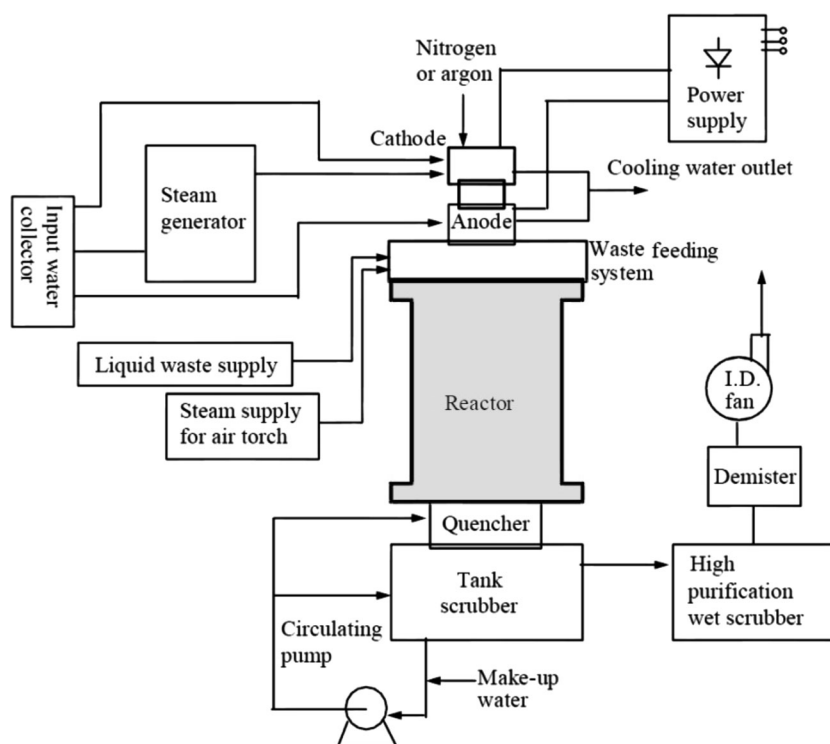 Nitrogen
or argon
Power
supply
Cathode
Cooling water outlet
Input water
collector
Steam
generator
Anode
Waste feeding
system
Liquid waste supply
Steam supply
for air torch
Reactor
I.D.
fan
Demister
Quencher
Tank
scrubber
High
purification
wet scrubber
Circulating
pump
Make-up
water